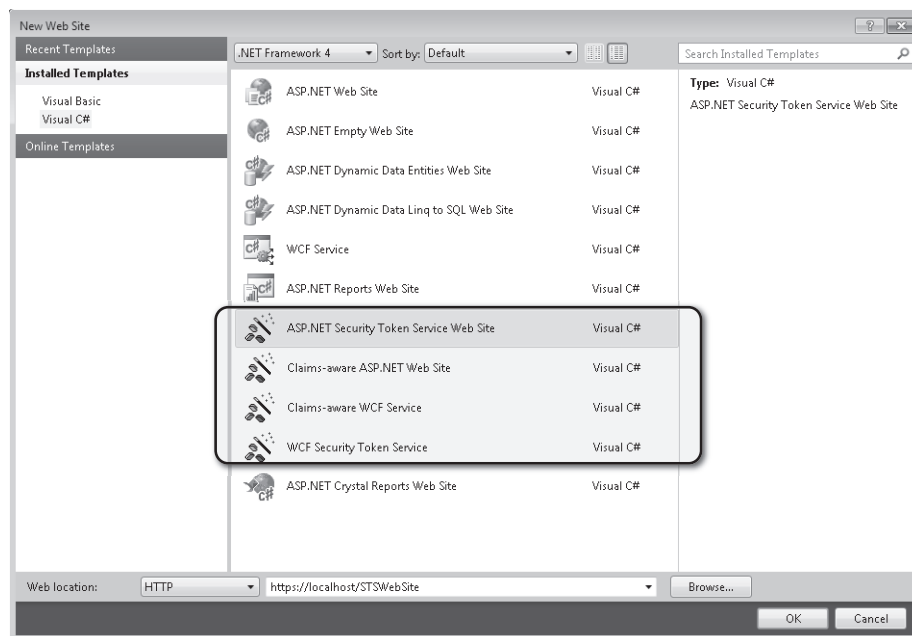 New Web Site
Recent Templates
Installed Templates
Visual Basic
Visual C#
Online Templates
.NET Framework 4
Sort by: Default
Search Installed Templates
ASP.NET Web Site Visual C#
ASP.NET Empty Web Site Visual C#
ASP.NET Dynamic Data Entities Web Site Visual C#
ASP.NET Dynamic Data Linq to SQL Web Site Visual C#
WCF Service Visual C#
ASP.NET Reports Web Site Visual C#
ASP.NET Security Token Service Web Site Visual C#
Claims-aware ASP.NET Web Site Visual C#
Claims-aware WCF Service Visual C#
WCF Security Token Service Visual C#
ASP.NET Crystal Reports Web Site Visual C#
Type: Visual C#
ASP.NET Security Token Service Web Site
Web location: HTTP https://localhost/STSWebSite Browse...
OK Cancel